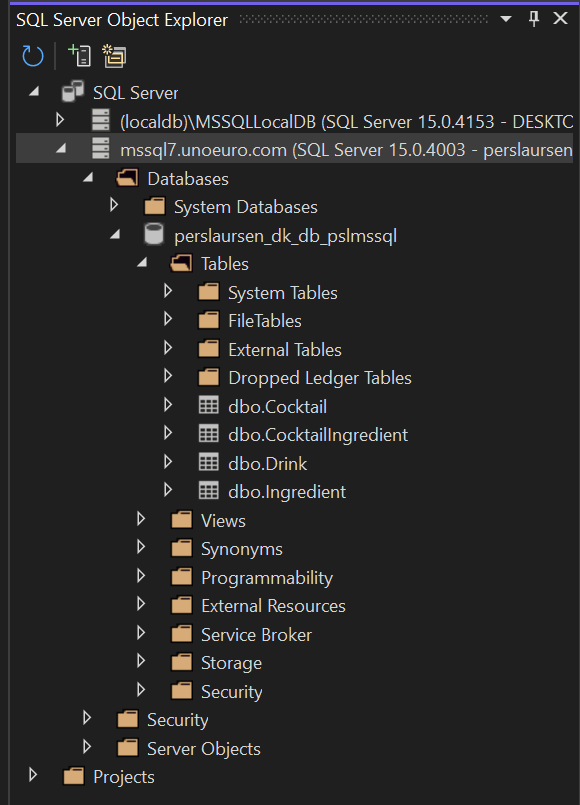 SQL Server Object Explorer
SQL Server
(localdb)\MSSQLLocalDB (SQL Server 15.0.4153 - DESKTO
mssql7.unoeuro.com (SQL Server 15.0.4003 - perslaursen
Databases
System Databases
perslaursen_dk_db_pslmssql
Tables
System Tables
FileTables
External Tables
Dropped Ledger Tables
dbo.Cocktail
dbo.CocktailIngredient
dbo.Drink
dbo.Ingredient
Views
Synonyms
Programmability
External Resources
Service Broker
Storage
Security
Security
Server Objects
Projects